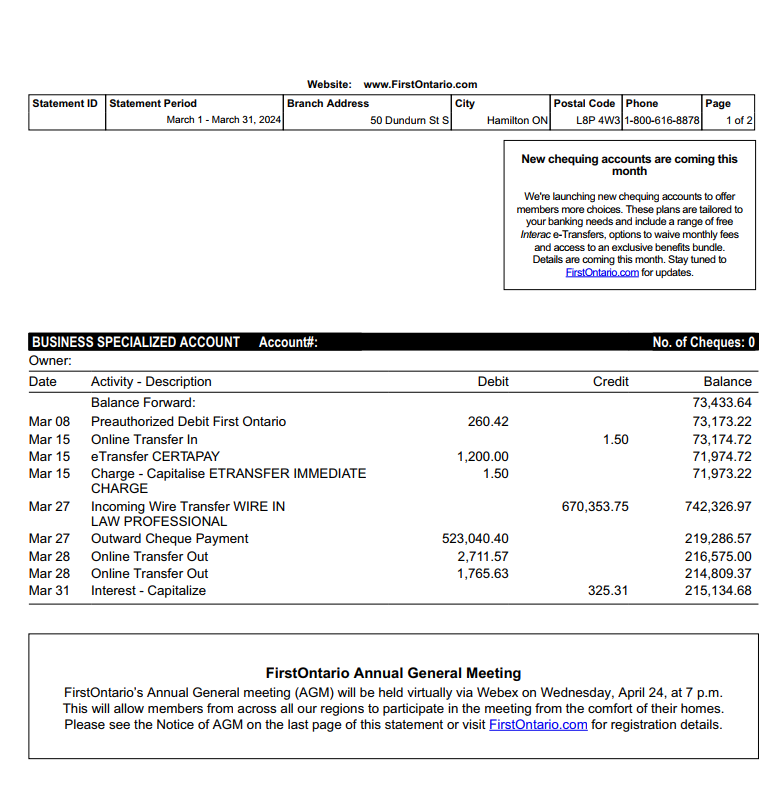 Website: www.FirstOntario.com
Statement ID Statement Period Branch Address City Postal Code Phone Page
March 1 - March 31, 2024 50 Dundurn St S Hamilton ON L8P 4W3 1-800-616-8878 1 of 2
New chequing accounts are coming this
month
We're launching new chequing accounts to offer
members more choices. These plans are tailored to
your banking needs and include a range of free
Interac e-Transfers, options to waive monthly fees
and access to an exclusive benefits bundle.
Details are coming this month. Stay tuned to
FirstOntario.com for updates.
BUSINESS SPECIALIZED ACCOUNT Account#: No. of Cheques: 0
Owner:
Date Activity - Description Debit Credit Balance
Balance Forward: 73,433.64
Mar 08 Preauthorized Debit First Ontario 260.42 73,173.22
Mar 15 Online Transfer In 1.50 73,174.72
Mar 15 eTransfer CERTAPAY 1,200.00 71,974.72
Mar 15 Charge - Capitalise ETRANSFER IMMEDIATE 1.50 71,973.22
CHARGE
Mar 27 Incoming Wire Transfer WIRE IN 670,353.75 742,326.97
LAW PROFESSIONAL
Mar 27 Outward Cheque Payment 523,040.40 219,286.57
Mar 28 Online Transfer Out 2,711.57 216,575.00
Mar 28 Online Transfer Out 1,765.63 214,809.37
Mar 31 Interest - Capitalize 325.31 215,134.68
FirstOntario Annual General Meeting
FirstOntario's Annual General meeting (AGM) will be held virtually via Webex on Wednesday, April 24, at 7 p.m.
This will allow members from across all our regions to participate in the meeting from the comfort of their homes.
Please see the Notice of AGM on the last page of this statement or visit FirstOntario.com for registration details.